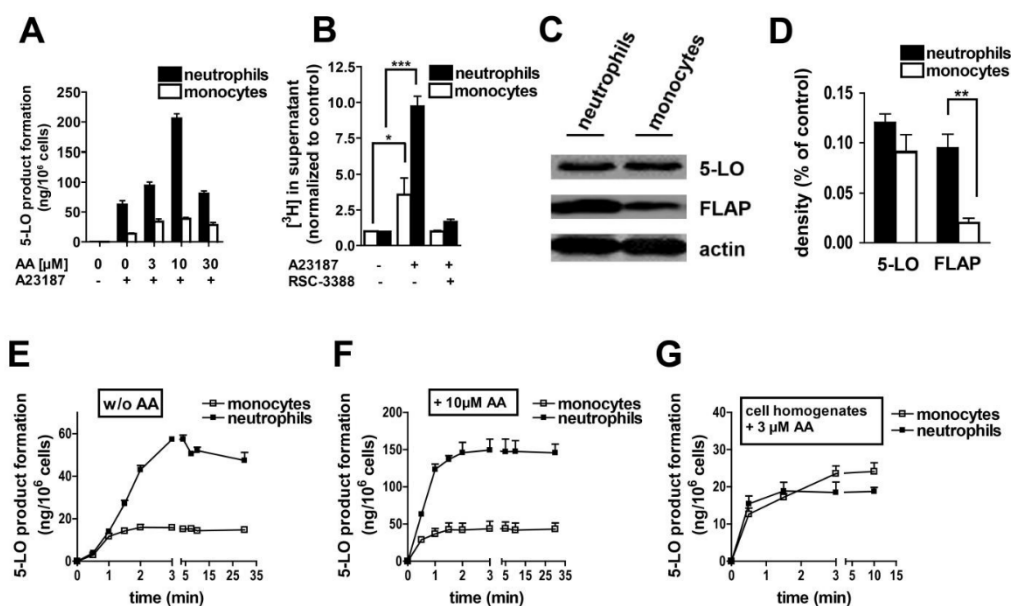 A
neutrophils
monocytes
5-LO product formation
(ng/10⁶ cells)
250
200
150
100
50
0
AA [µM] 0 0 3 10 30
A23187 - + + + +
B
neutrophils
monocytes
[³H] in supernatant
(normalized to control)
12.5
10.0
7.5
5.0
2.5
0.0
***
*
A23187 - + +
RSC-3388 - - +
C
neutrophils
monocytes
5-LO
FLAP
actin
D
neutrophils
monocytes
density (% of control)
0.15
0.10
0.05
0.00
**
5-LO FLAP
E
w/o AA
monocytes
neutrophils
5-LO product formation
(ng/10⁶ cells)
60
40
20
0
0 1 2 3 5 15 25 35
time (min)
F
+ 10µM AA
monocytes
neutrophils
5-LO product formation
(ng/10⁶ cells)
150
100
50
0
0 1 2 3 5 15 25 35
time (min)
G
cell homogenates
+ 3 µM AA
monocytes
neutrophils
5-LO product formation
(ng/10⁶ cells)
40
30
20
10
0
0 1 2 3 5 10 15
time (min)